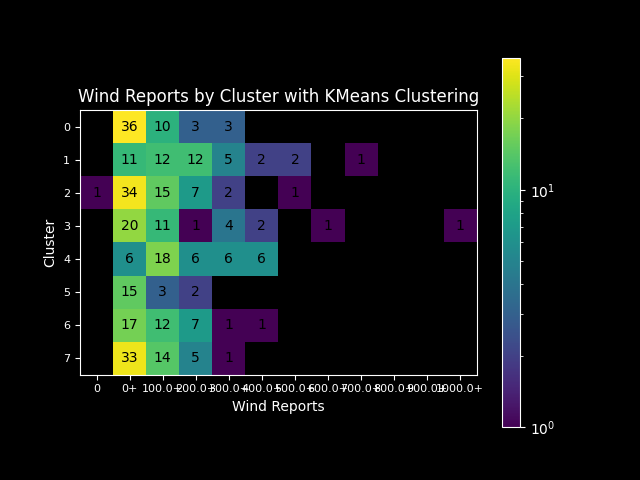 Wind Reports by Cluster with KMeans Clustering
0 36 10 3 3
1 11 12 12 5 2 2 1
2 1 34 15 7 2 1
3 20 11 1 4 2 1 1
4 6 18 6 6 6
5 15 3 2
6 17 12 7 1 1
7 33 14 5 1
0 0+ 100.0+ 200.0+ 300.0+ 400.0+ 500.0+ 600.0+ 700.0+ 800.0+ 900.0+ 1000.0+
Wind Reports
Cluster
10^1
10^0